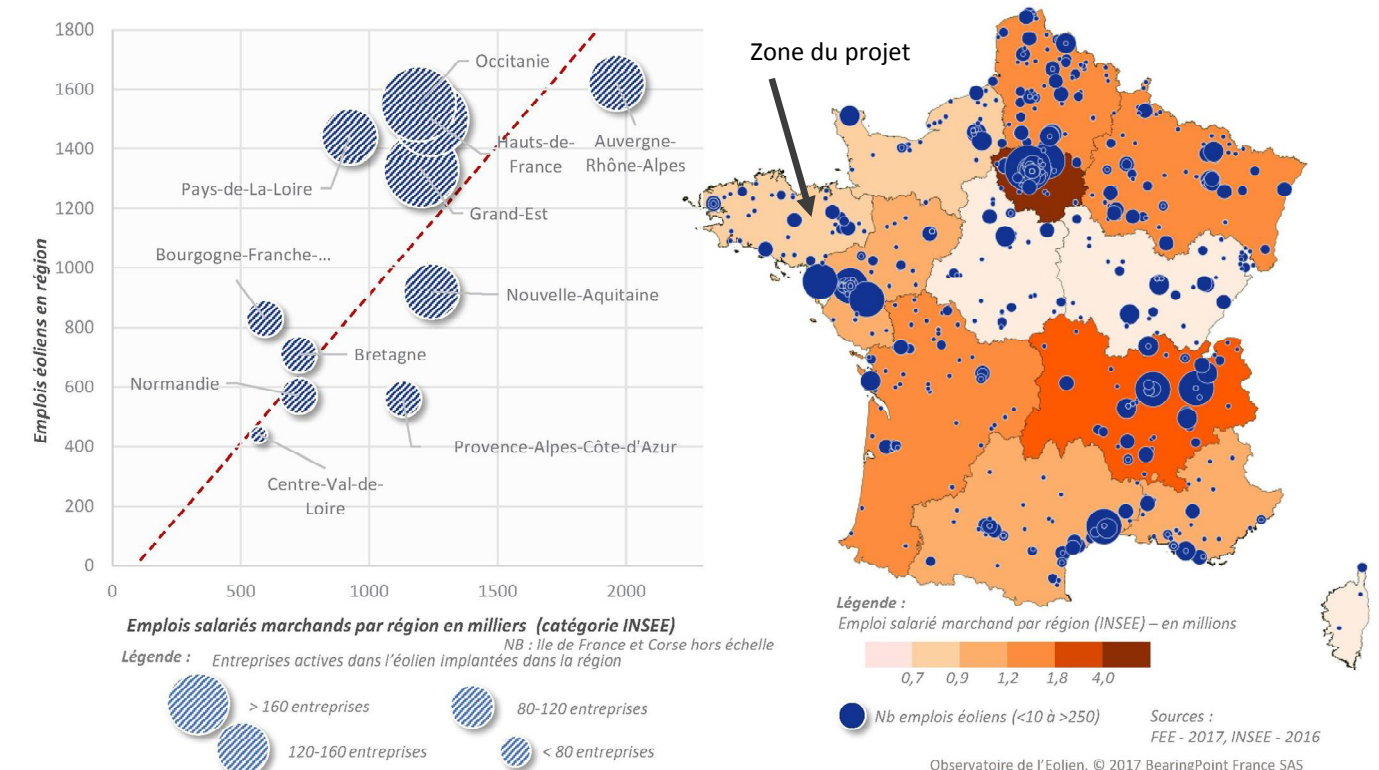 1800
1600
1400
1200
1000
800
600
400
200
0
Emplois éoliens en région
Occitanie
Hauts-de-
France
Auvergne-
Rhône-Alpes
Pays-de-La-Loire
Grand-Est
Bourgogne-Franche-...
Nouvelle-Aquitaine
Bretagne
Normandie
Provence-Alpes-Côte-d'Azur
Centre-Val-de-
Loire
0 500 1000 1500 2000
Emplois salariés marchands par région en milliers (catégorie INSEE)
NB : Ile de France et Corse hors échelle
Légende : Entreprises actives dans l'éolien implantées dans la région
> 160 entreprises
80-120 entreprises
120-160 entreprises
< 80 entreprises
Zone du projet
Légende :
Emploi salarié marchand par région (INSEE) – en millions
0,7 0,9 1,2 1,8 4,0
Nb emplois éoliens (<10 à >250)
Sources :
FEE - 2017, INSEE - 2016
Observatoire de l'Eolien. © 2017 BearingPoint France SAS